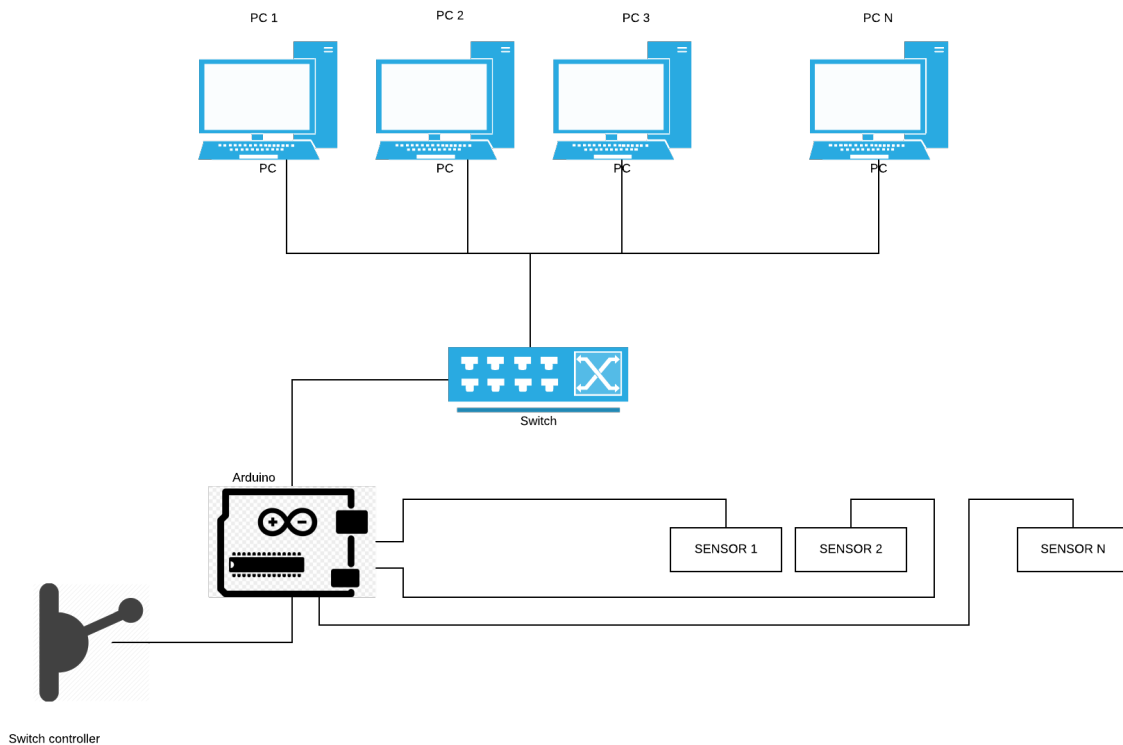 PC 1
PC 2
PC 3
PC N
PC
PC
PC
PC
Switch
Arduino
SENSOR 1
SENSOR 2
SENSOR N
Switch controller